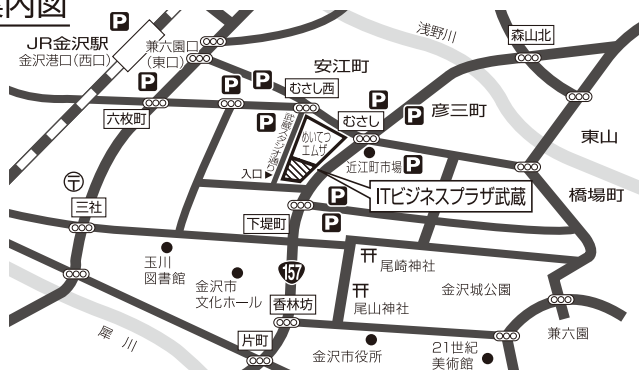 案内図
P
JR金沢駅
金沢港口(西口)
兼六園口
(東口)
安江町
浅野川
森山北
P
P
P
むさし西
P
P
彦三町
六枚町
P
むさし
東山
めいてつ
エムザ
近江町市場
P
橋場町
入口
ITビジネスプラザ武蔵
〒
三社
P
P
下堤町
玉川
図書館
157
尾崎神社
金沢市
文化ホール
香林坊
尾山神社
金沢城公園
犀川
片町
金沢市役所
21世紀
美術館
兼六園